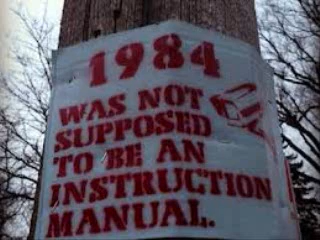 1984
WAS NOT
SUPPOSED
TO BE AN
INSTRUCTION
MANUAL.